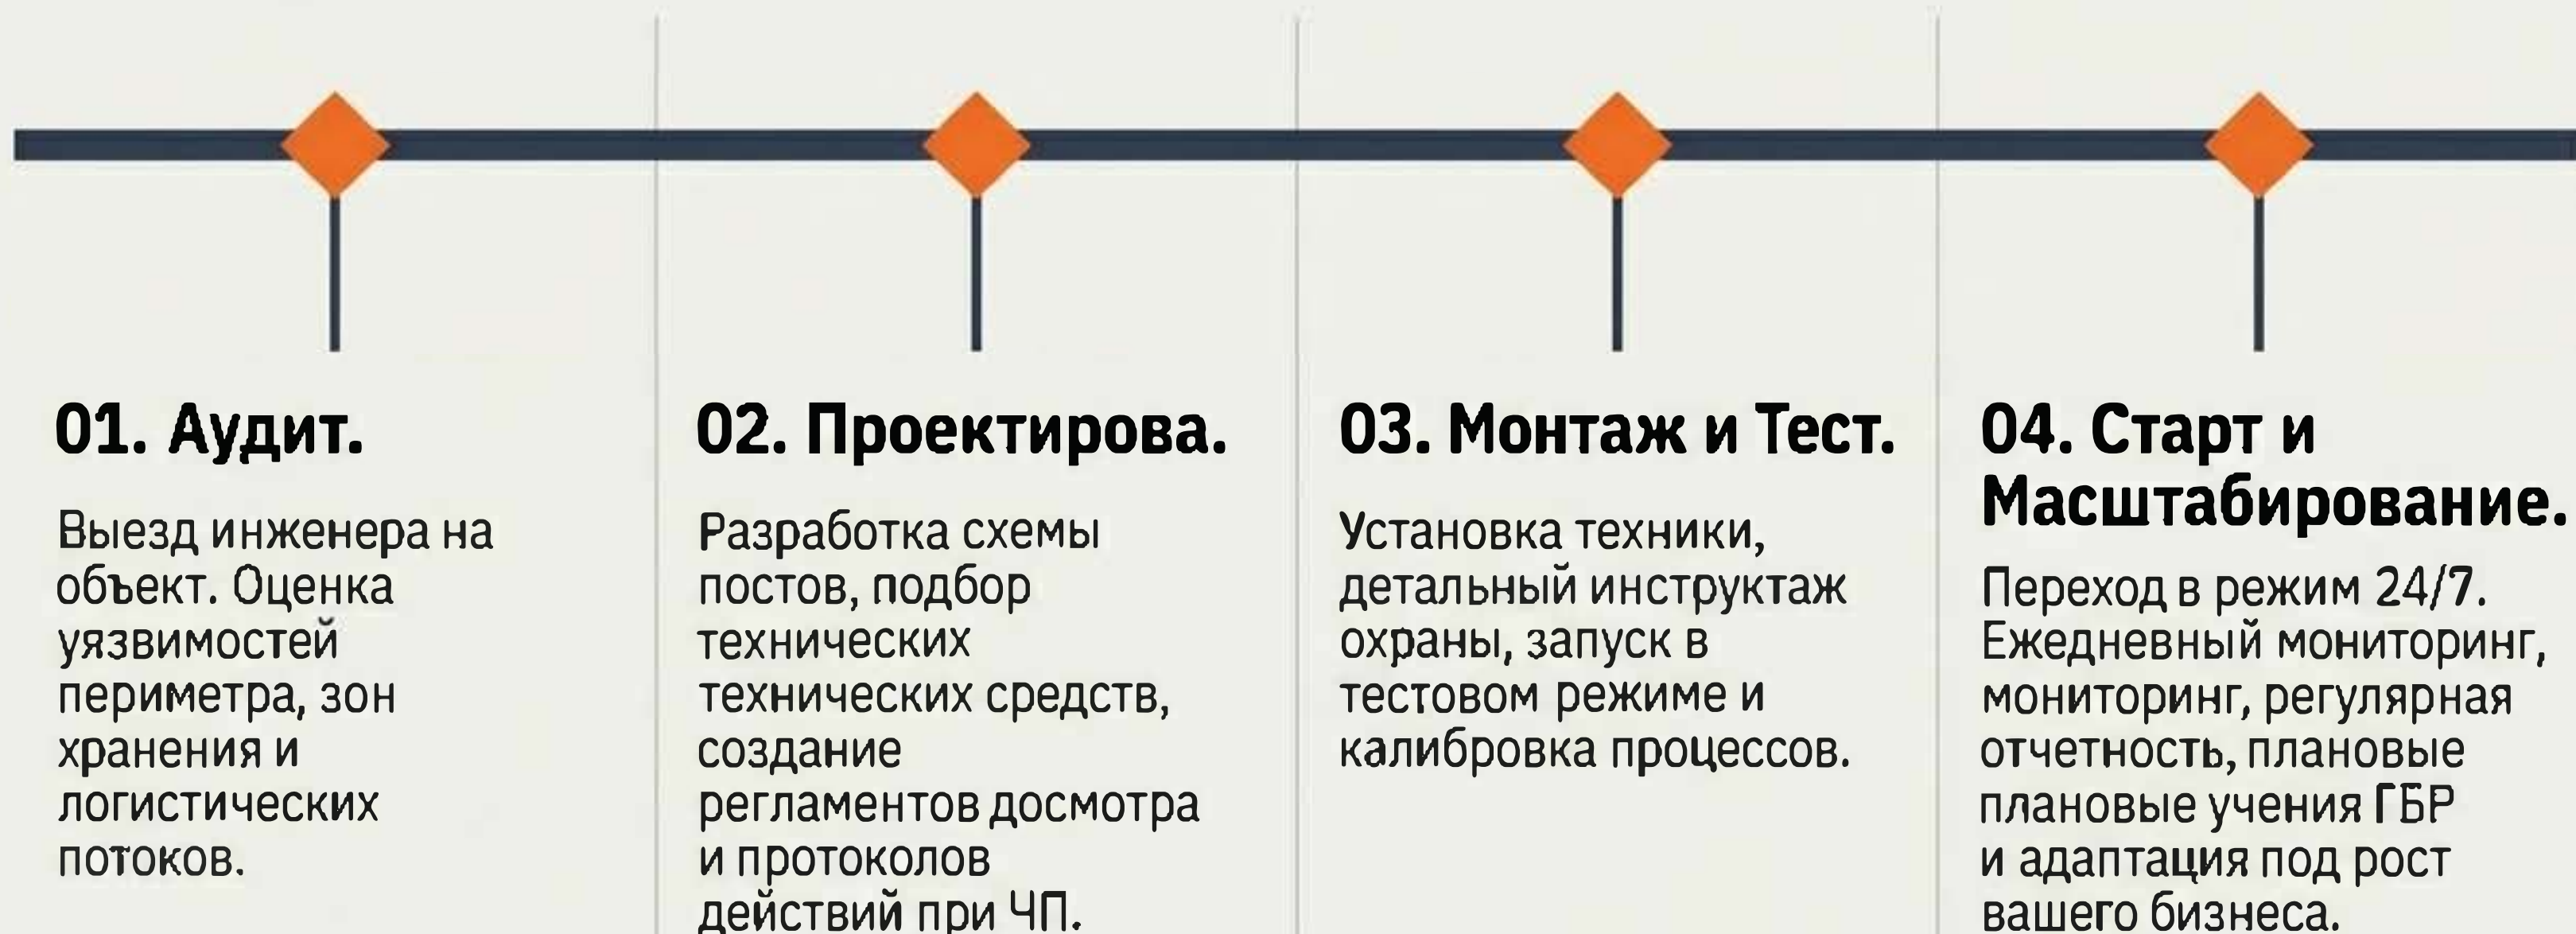 01. Аудит.
Выезд инженера на
объект. Оценка
уязвимостей
периметра, зон
хранения и
логистических
потоков.
02. Проектирова.
Разработка схемы
постов, подбор
технических
технических средств,
создание
регламентов досмотра
и протоколов
действий при ЧП.
03. Монтаж и Тест.
Установка техники,
детальный инструктаж
охраны, запуск в
тестовом режиме и
калибровка процессов.
04. Старт и
Масштабирование.
Переход в режим 24/7.
Ежедневный мониторинг,
мониторинг, регулярная
отчетность, плановые
плановые учения ГБР
и адаптация под рост
вашего бизнеса.